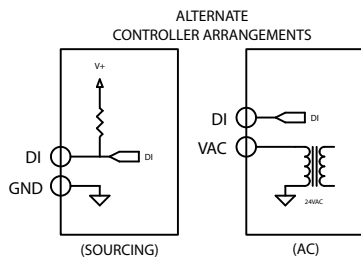 ALTERNATE
CONTROLLER ARRANGEMENTS
V+
DI
DI
GND
(SOURCING)
DI
DI
VAC
24VAC
(AC)